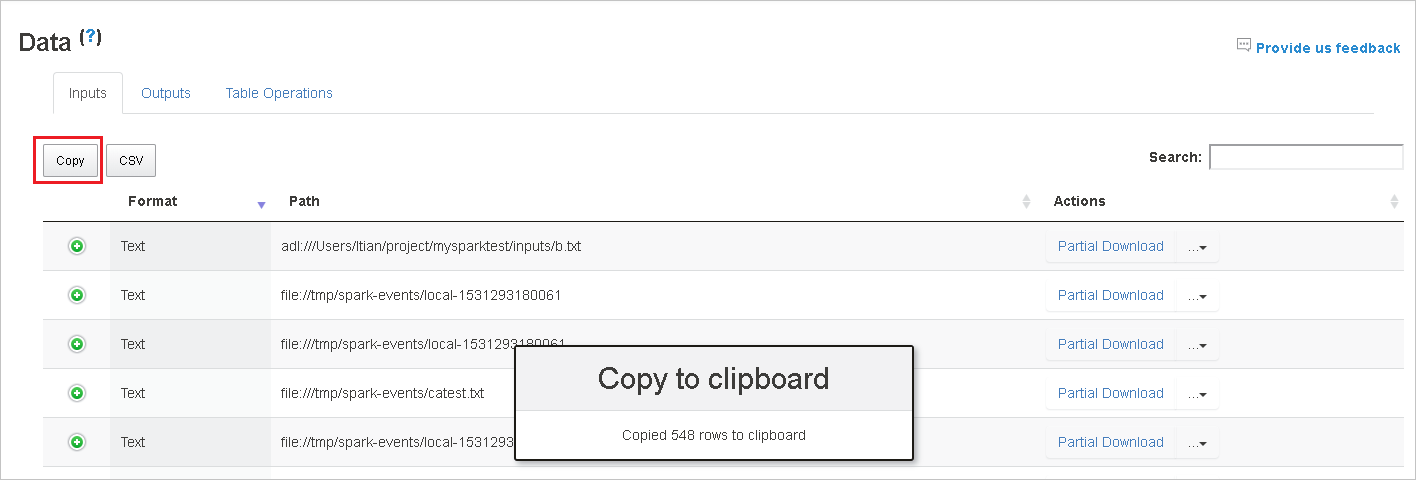 Data (?)
Provide us feedback
Inputs Outputs Table Operations
Copy CSV Search:
Format Path Actions
Text adl:///Users/ltian/project/mysparktest/inputs/b.txt Partial Download ...
Text file://tmp/spark-events/local-1531293180061 Partial Download ...
Text file:///tmp/spark-events/local-1531293180061 Partial Download ...
Text file:///tmp/spark-events/catest.txt Partial Download ...
Text file:///tmp/spark-events/local-1531293 Partial Download ...
Copy to clipboard
Copied 548 rows to clipboard